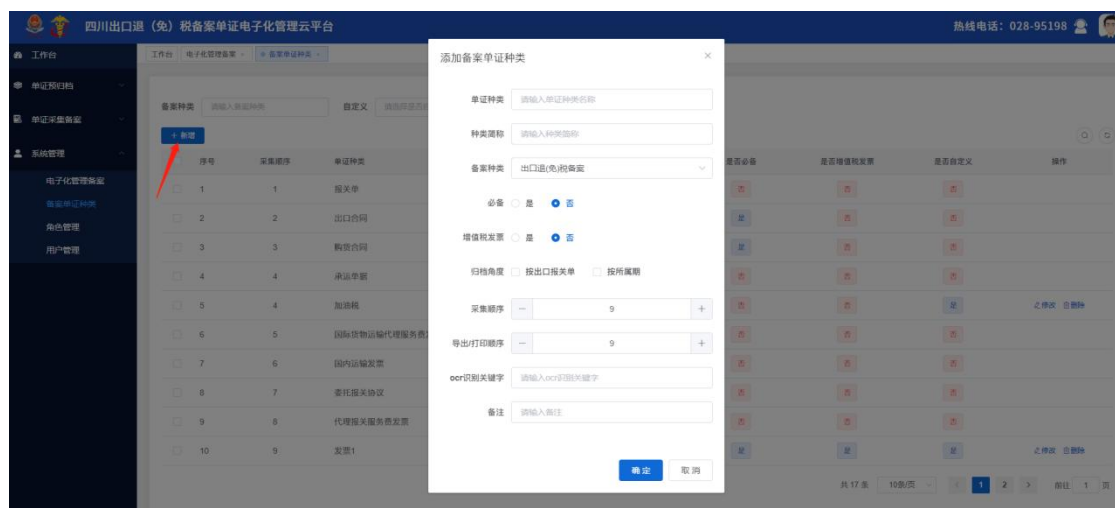 四川出口退（免）税备案单证电子化管理云平台
热线电话：028-95198
工作台
单证预归档
单证采集备案
系统管理
电子化管理备案
备案单证种类
角色管理
用户管理
工作台 电子化管理备案 备案单证种类
备案种类 自定义
+ 新增
序号 采集顺序 单证种类 是否必备 是否增值税发票 是否自定义 操作
1 1 报关单 否 否 否
2 2 出口合同 是 否 否
3 3 购货合同 是 否 否
4 4 承运单据 否 否 否
5 4 加油税 否 否 是 修改 删除
6 5 国际货物运输代理服务费 否 否 否
7 6 国内运输发票 否 否 否
8 7 委托报关协议 否 否 否
9 8 代理报关服务费发票 否 否 否
10 9 发票1 是 是 是 修改 删除
共 17 条 10条/页 1 2 前往 1 页
添加备案单证种类
单证种类 请输入单证种类名称
种类简称 请输入种类简称
备案种类 出口退(免)税备案
必备 是 否
增值税发票 是 否
归档角度 按出口报关单 按所属期
采集顺序 9
导出/打印顺序 9
ocr识别关键字 请输入ocr识别关键字
备注 请输入备注
确定 取消